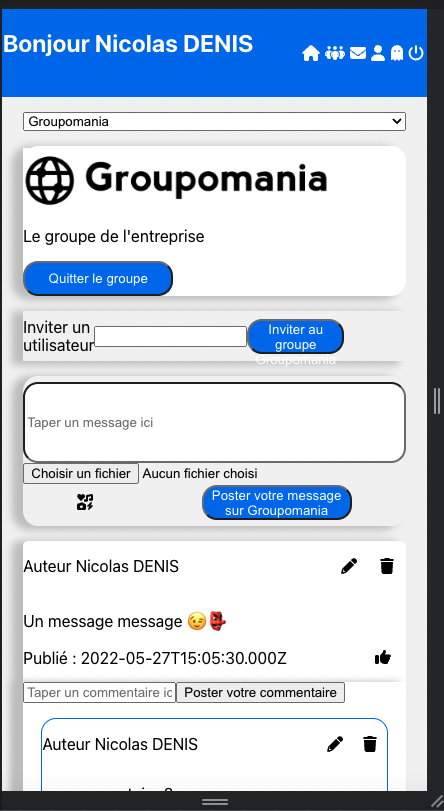 Bonjour Nicolas DENIS
Groupomania
Groupomania
Le groupe de l'entreprise
Quitter le groupe
Inviter un
utilisateur
Inviter au
groupe
Groupomania
Taper un message ici
Choisir un fichier Aucun fichier choisi
Poster votre message
sur Groupomania
Auteur Nicolas DENIS
Un message message 😉👺
Publié : 2022-05-27T15:05:30.000Z
Taper un commentaire ic
Poster votre commentaire
Auteur Nicolas DENIS